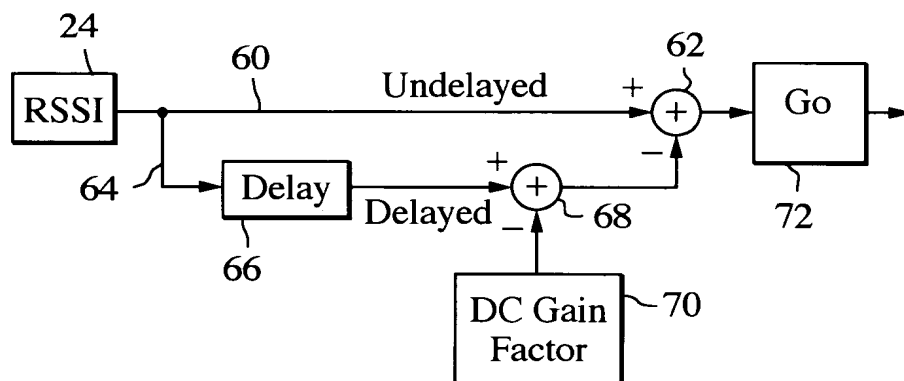 24
RSSI
60
Undelayed
+
62
+
Go
72
64
Delay
66
Delayed
+
+
68
−
−
DC Gain
Factor
70